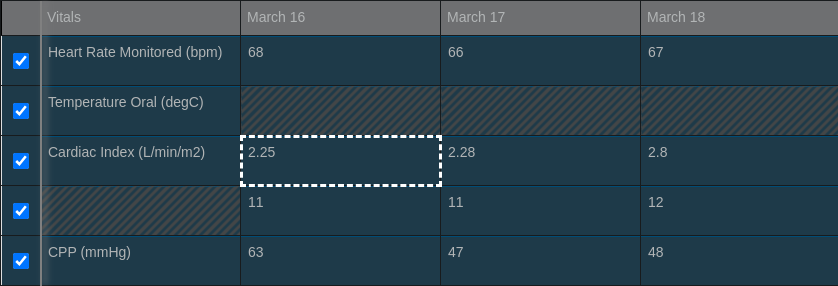 Vitals March 16 March 17 March 18
Heart Rate Monitored (bpm) 68 66 67
Temperature Oral (degC)
Cardiac Index (L/min/m2) 2.25 2.28 2.8
11 11 12
CPP (mmHg) 63 47 48